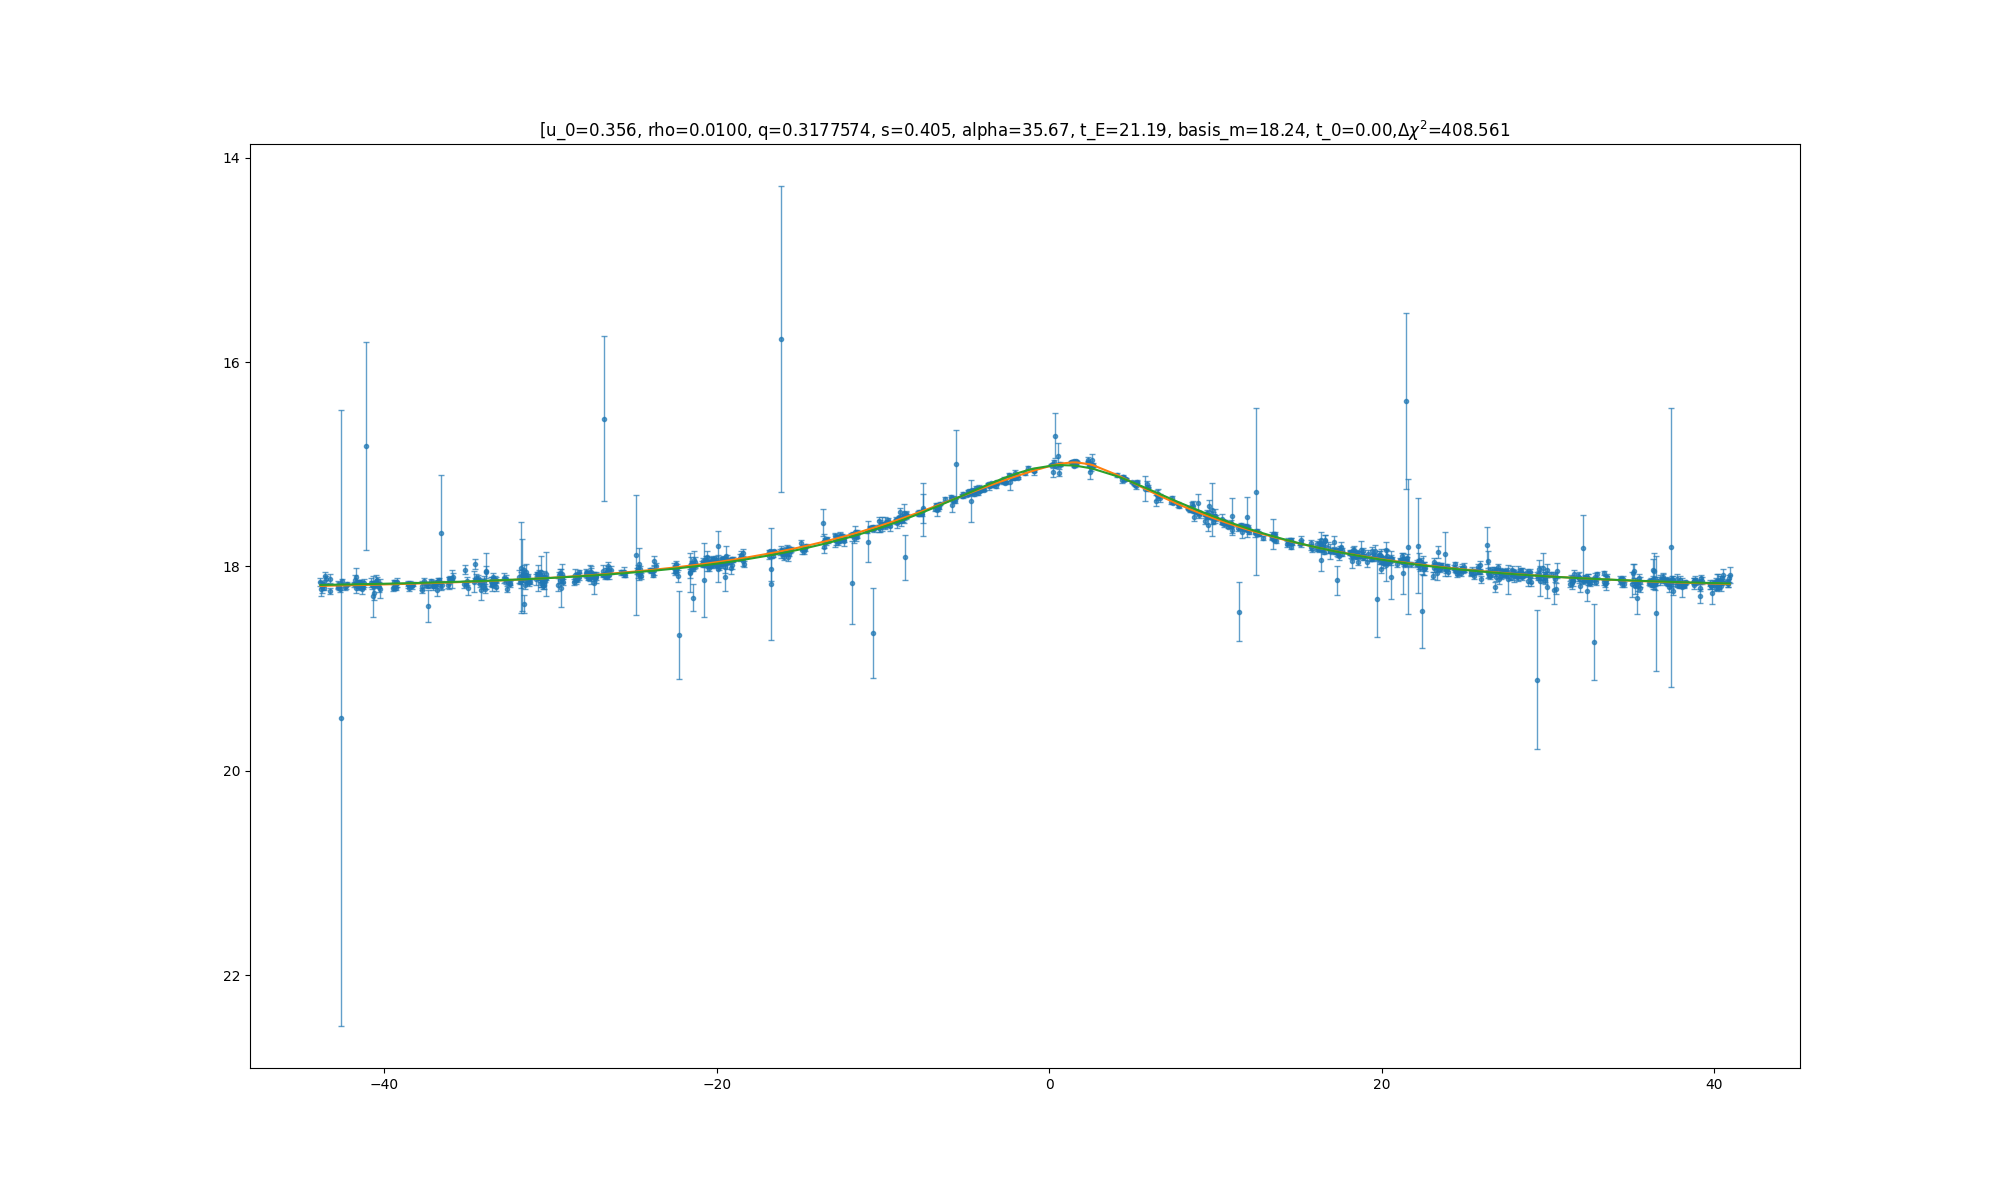 [u_0=0.356, rho=0.0100, q=0.3177574, s=0.405, alpha=35.67, t_E=21.19, basis_m=18.24, t_0=0.00,Δχ²=408.561
14
16
18
20
22
−40 −20 0 20 40